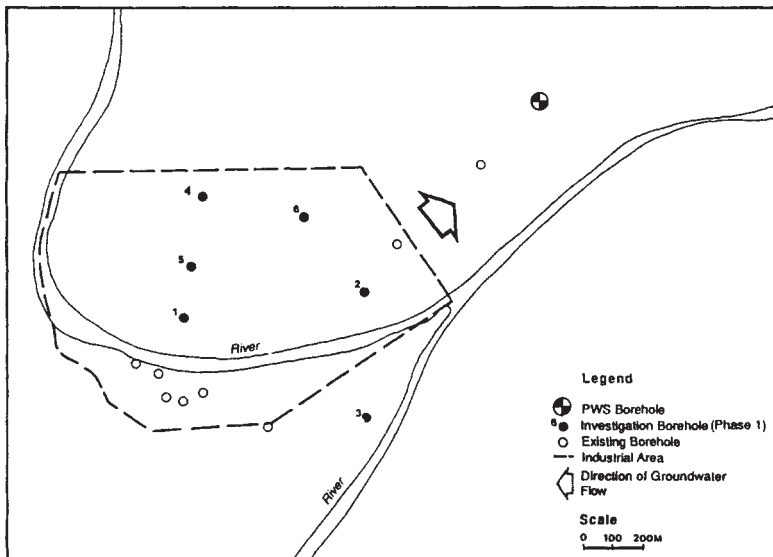 4
6
5
2
1
River
3
River
Legend
PWS Borehole
6 Investigation Borehole (Phase 1)
Existing Borehole
Industrial Area
Direction of Groundwater
Flow
Scale
0 100 200M